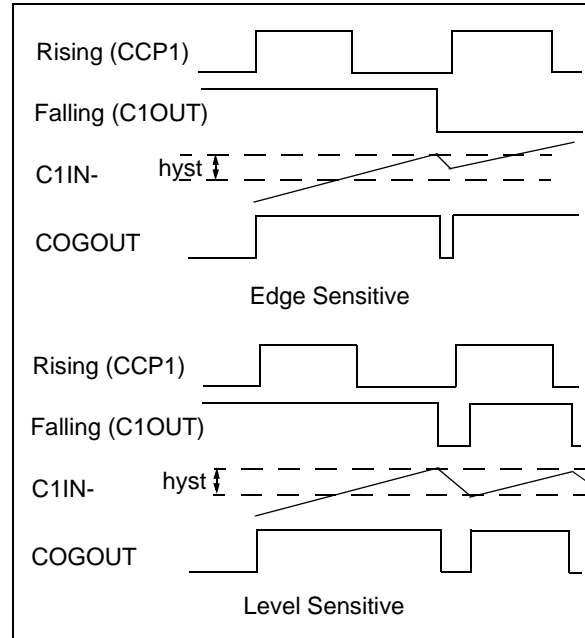 Rising (CCP1)
Falling (C1OUT)
C1IN-
hyst
COGOUT
Edge Sensitive
Rising (CCP1)
Falling (C1OUT)
C1IN-
hyst
COGOUT
Level Sensitive